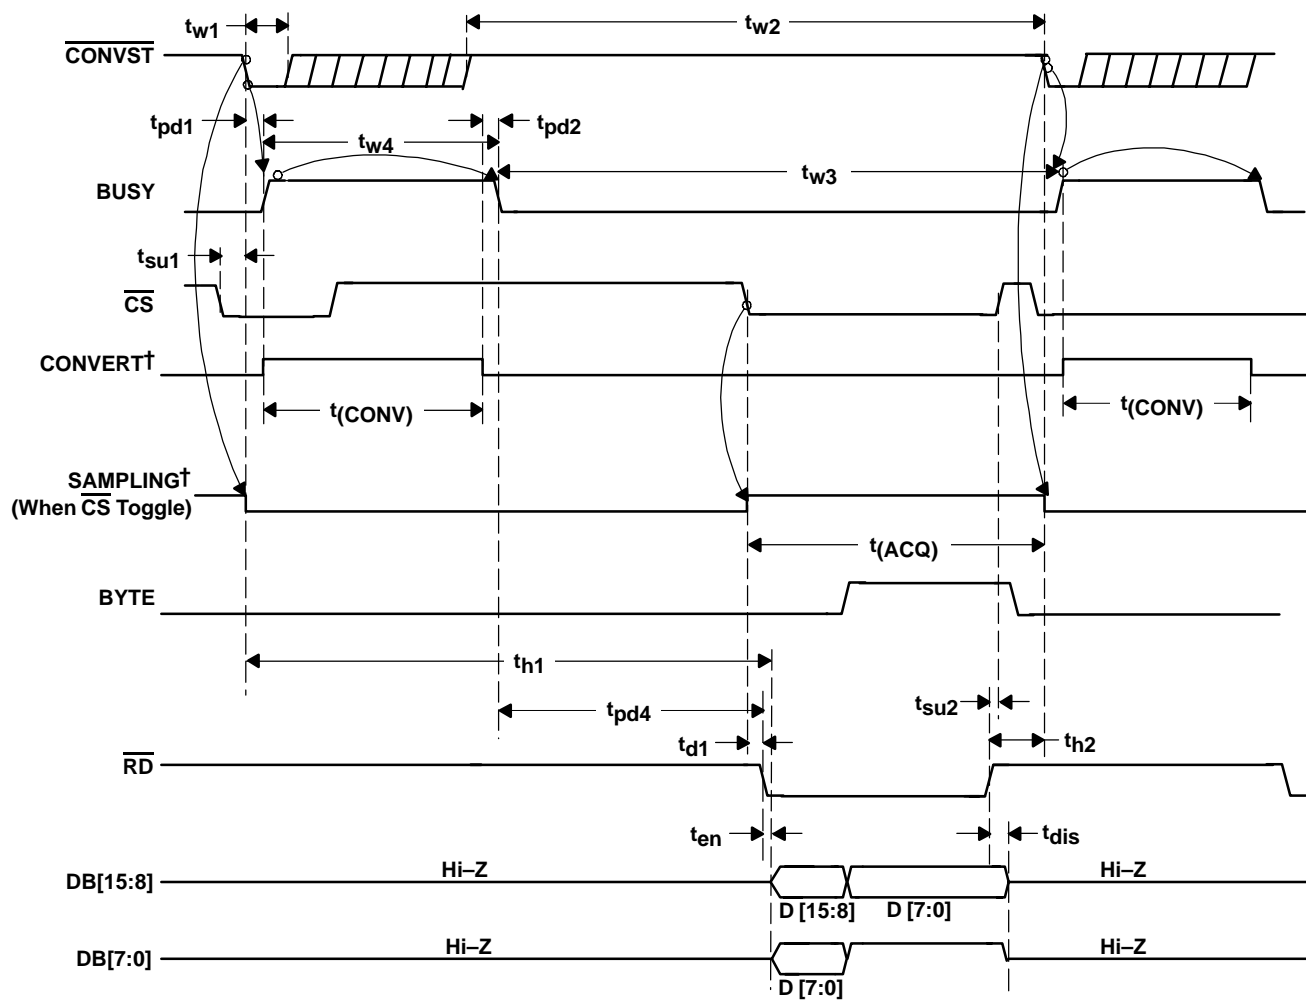 tw1
tw2
CONVST
tpd1
tpd2
tw4
BUSY
tw3
tsu1
CS
CONVERT†
t(CONV)
t(CONV)
SAMPLING†
(When CS Toggle)
t(ACQ)
BYTE
th1
tpd4
tsu2
td1
th2
RD
ten
tdis
Hi–Z
Hi–Z
DB[15:8]
D [15:8]
D [7:0]
Hi–Z
Hi–Z
DB[7:0]
D [7:0]